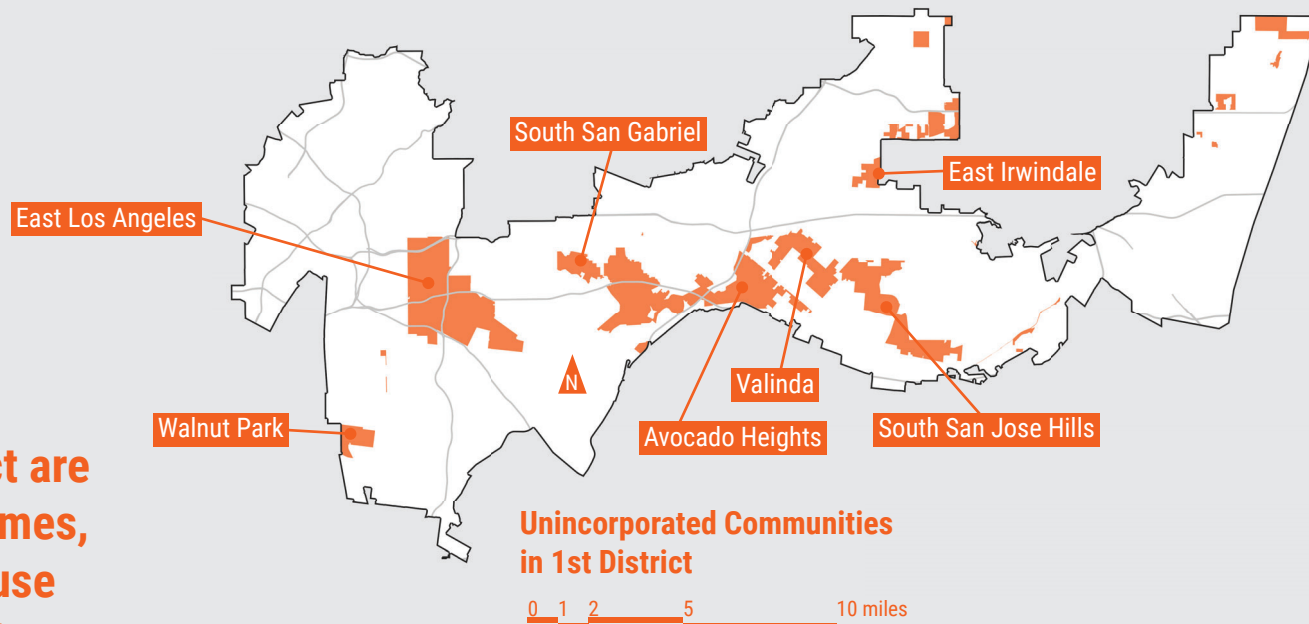 South San Gabriel
East Irwindale
East Los Angeles
N
Valinda
Walnut Park
Avocado Heights
South San Jose Hills
ct are
mes,
use
Unincorporated Communities
in 1st District
0 1 2 5 10 miles